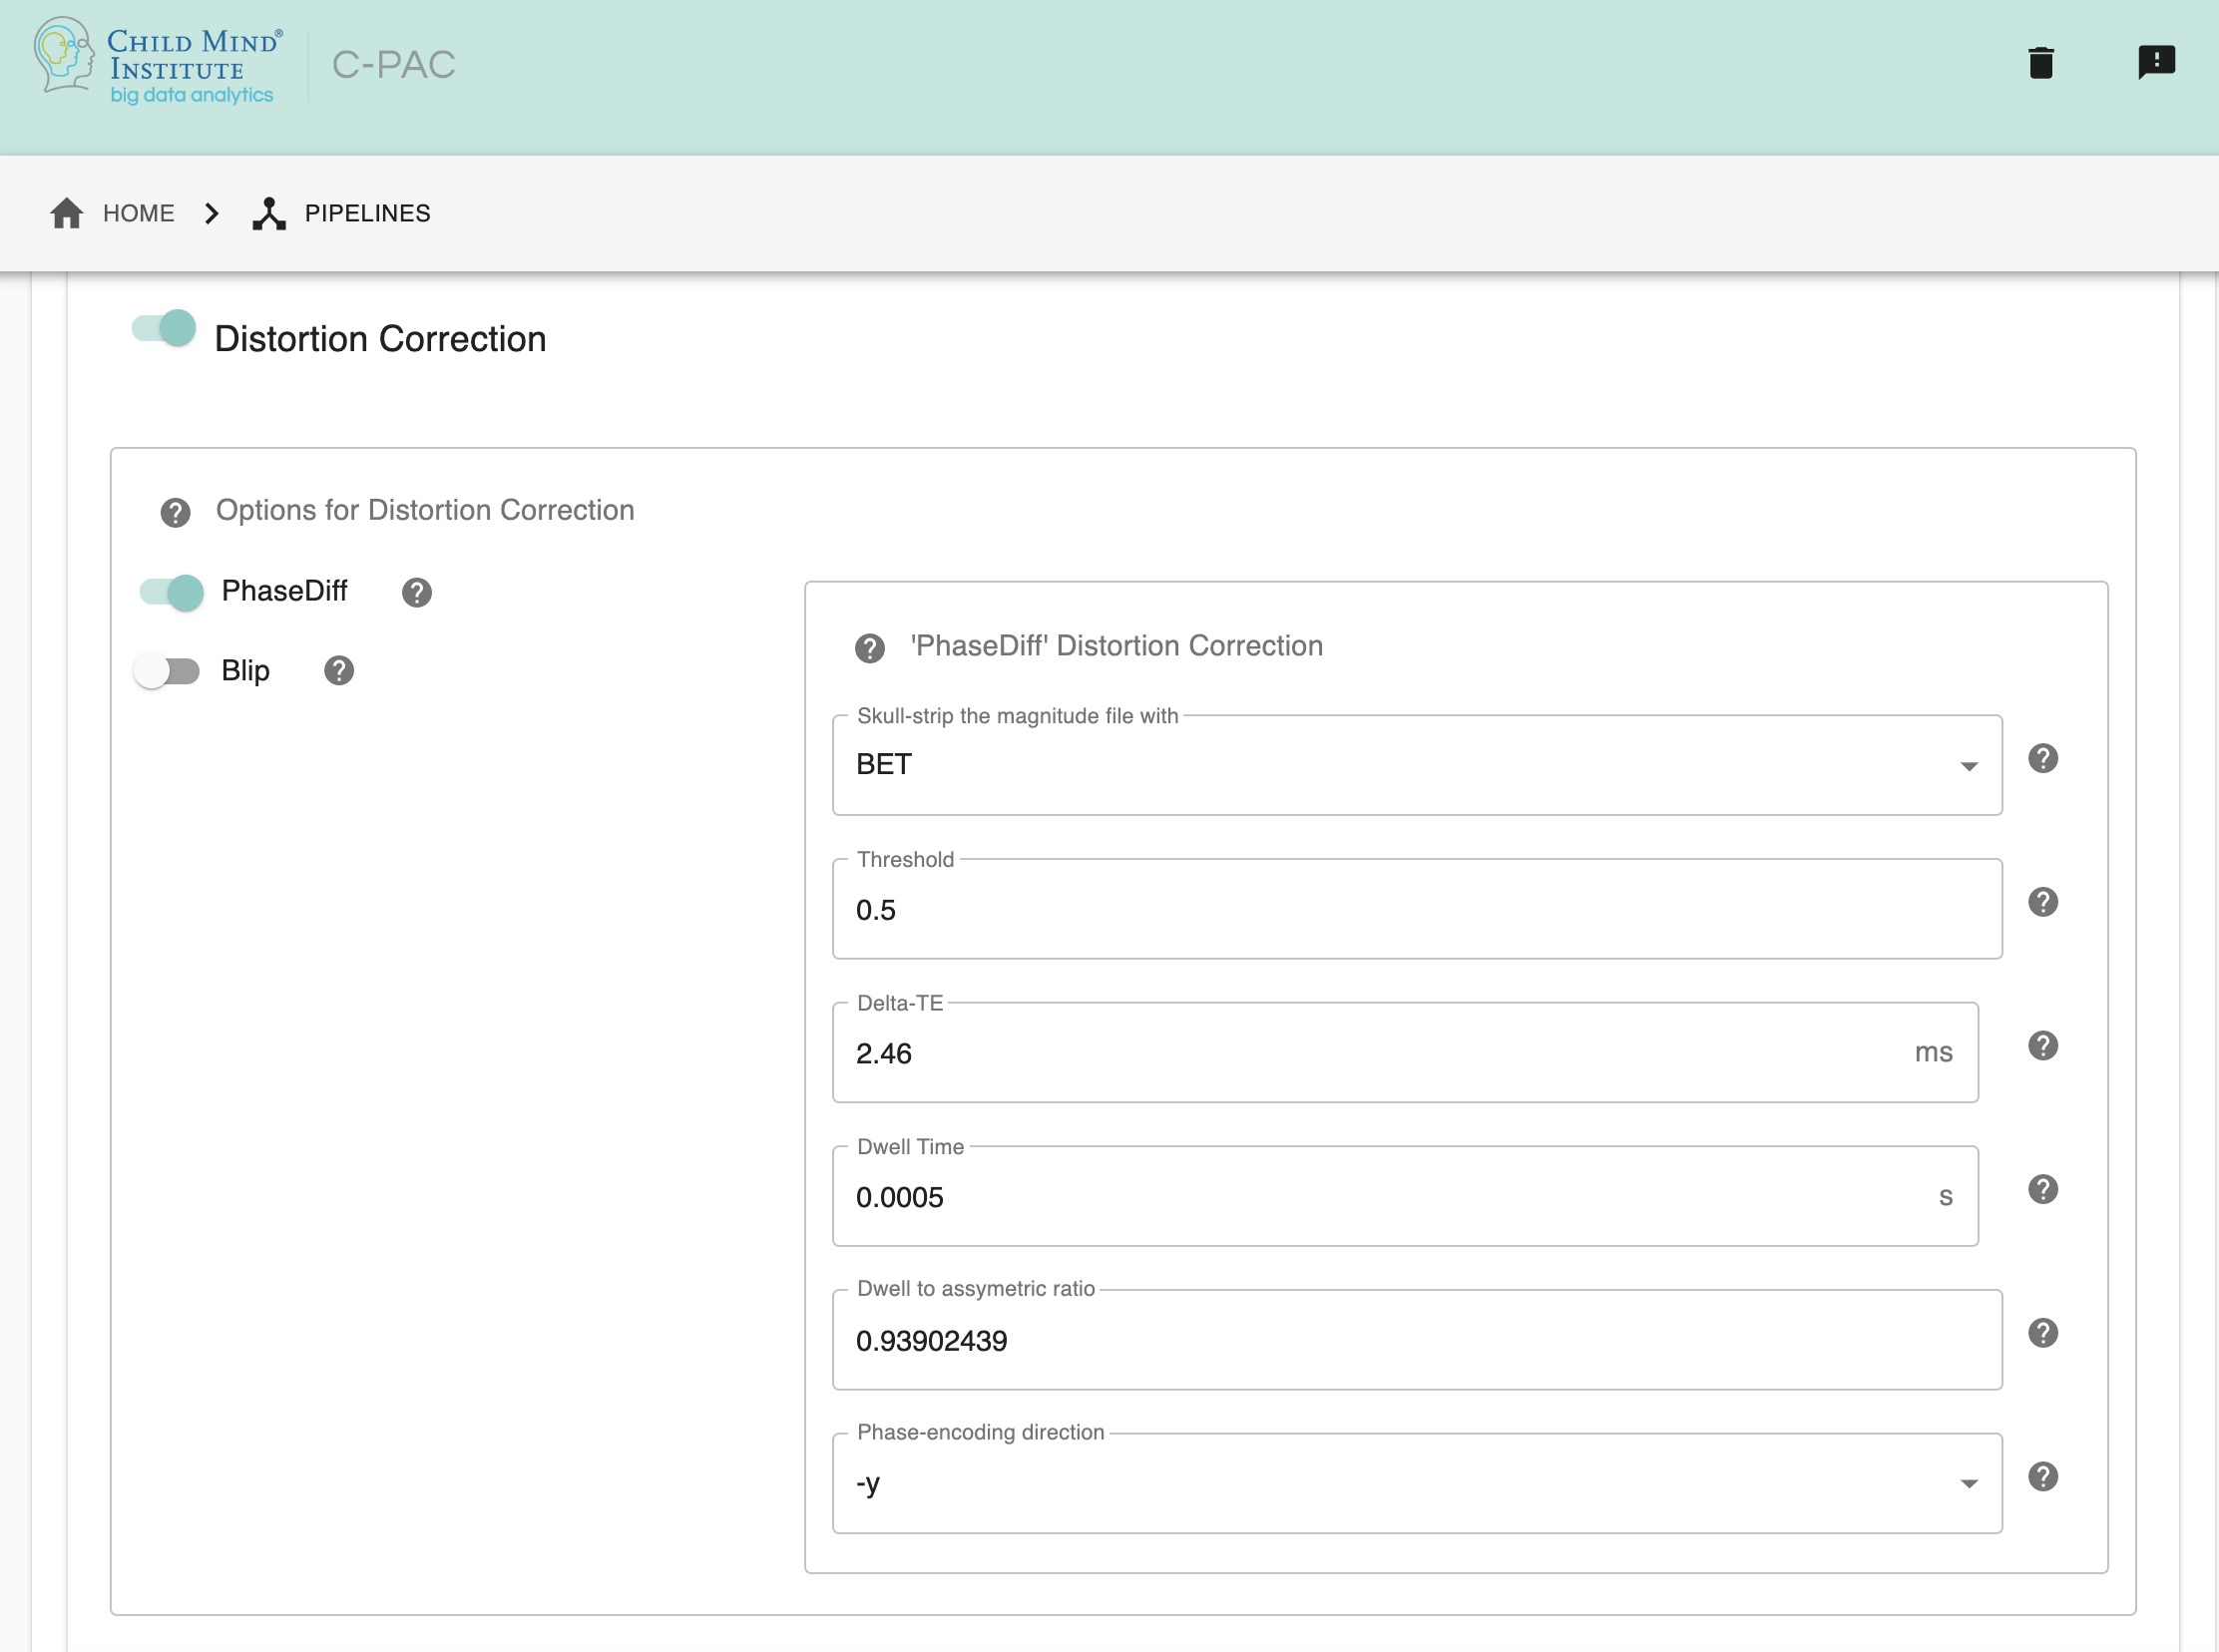 CHILD MIND®
INSTITUTE
big data analytics
C-PAC
HOME
PIPELINES
Distortion Correction
Options for Distortion Correction
PhaseDiff
Blip
'PhaseDiff' Distortion Correction
Skull-strip the magnitude file with
BET
Threshold
0.5
Delta-TE
2.46 ms
Dwell Time
0.0005 s
Dwell to assymetric ratio
0.93902439
Phase-encoding direction
-y